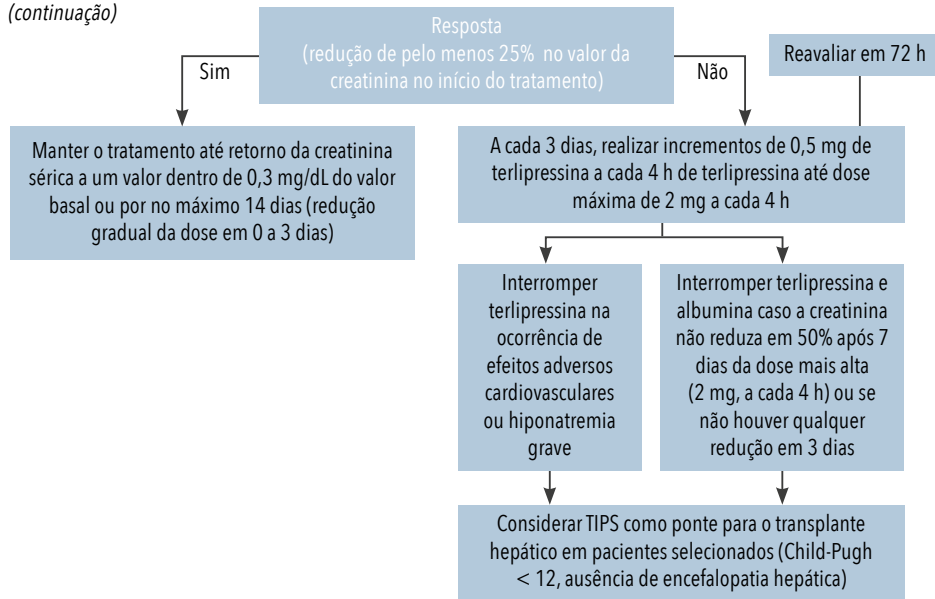 (continuação)
Resposta
(redução de pelo menos 25% no valor da
creatinina no início do tratamento)
Sim
Não
Reavaliar em 72 h
Manter o tratamento até retorno da creatinina
sérica a um valor dentro de 0,3 mg/dL do valor
basal ou por no máximo 14 dias (redução
gradual da dose em 0 a 3 dias)
A cada 3 dias, realizar incrementos de 0,5 mg de
terlipressina a cada 4 h de terlipressina até dose
máxima de 2 mg a cada 4 h
Interromper
terlipressina na
ocorrência de
efeitos adversos
cardiovasculares
ou hiponatremia
grave
Interromper terlipressina e
albumina caso a creatinina
não reduza em 50% após 7
dias da dose mais alta
(2 mg, a cada 4 h) ou se
não houver qualquer
redução em 3 dias
Considerar TIPS como ponte para o transplante
hepático em pacientes selecionados (Child-Pugh
< 12, ausência de encefalopatia hepática)